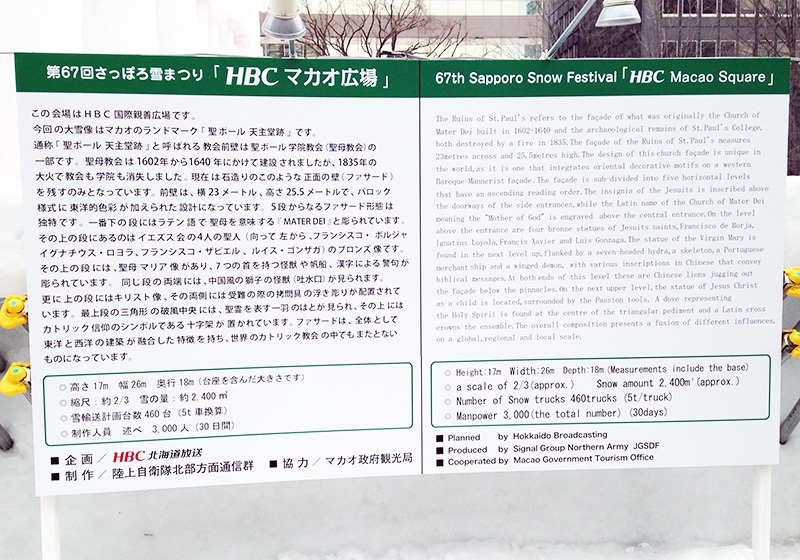 第67回さっぽろ雪まつり「HBC マカオ広場」
この会場はＨＢＣ国際親善広場です。
今回の大雪像はマカオのランドマーク「聖ポール 天主堂跡」です。
通称「聖ポール天主堂跡」と呼ばれる教会前壁は聖ポール学院教会(聖母教会)の
一部です。聖母教会は1602年から1640年にかけて建設されましたが、1835年の
大火で教会も学院も消失しました。現在は石造りのこのような正面の壁(ファサード)
を残すのみとなっています。前壁は、横23メートル、高さ25.5メートルで、バロック
様式に東洋的色彩が加えられた設計になっています。5段からなるファサード形態は
独特です。一番下の段にはラテン語で聖母を意味する『MATER DEI』と彫られています。
その上の段にあるのはイエズス会の4人の聖人(向って左から、フランシスコ・ボルジャ
イグナチウス・ロヨラ、フランシスコ・ザビエル、ルイス・ゴンザガ)のブロンズ像です。
その上の段には、聖母マリア像があり、7つの首を持つ怪獣や帆船、漢字による警句が
彫られています。同じ段の両端には、中国風の獅子の怪獣(吐水口)が見られます。
更に上の段にはキリスト像、その両側には受難の際の拷問具の浮き彫りが配置されて
います。最上段の三角形の破風中央には、聖霊を表す一羽のはとが見られ、その上には
カトリック信仰のシンボルである十字架が置かれています。ファサードは、全体として
東洋と西洋の建築が融合した特徴を持ち、世界のカトリック教会の中でもまたとない
ものになっています。
◎高さ17m 幅26m 奥行18m(台座を含んだ大きさです)
◎縮尺：約2/3 雪の量：約2,400㎥
◎雪輸送計画台数460台(5t車換算)
◎制作人員 述べ 3,000人(30日間)
■企画／HBC北海道放送
■制作／陸上自衛隊北部方面通信群 ■協力／マカオ政府観光局
67th Sapporo Snow Festival「HBC Macao Square」
The Ruins of St.Paul's refers to the façade of what was originally the Church of
Mater Dei built in 1602-1640 and the archaeological remains of St.Paul's College,
both destroyed by a fire in 1835.The façade of the Ruins of St.Paul's measures
23metres across and 25.5metres high.The design of this church façade is unique in
the world,as it is one that integrates oriental decorative motifs on a western
Baroque-Mannerist façade.The façade is sub-divided into five horizontal levels
that have an ascending reading order.The insignia of the Jesuits is inscribed above
the doorways of the side entrances,while the Latin name of the Church of Mater Dei
meaning the "Mother of God" is engraved above the central entrance.On the level
above the entrance are four bronze statues of Jesuits saints,Francisco de Borja,
Ignatius Loyola,Francis Xavier and Luis Gonzaga.The statue of the Virgin Mary is
found in the next level up,flanked by a seven-headed hydra,a skeleton,a Portuguese
merchant ship and a winged demon, with various inscriptions in Chinese that convey
biblical messages.At both ends of this level these are Chinese lions jugging out
the façade below the pinnacles.On the next upper level,the statue of Jesus Christ
as a child is located,surrounded by the Passion tools. A dove representing
the Holy Spirit is found at the centre of the triangular pediment and a Latin cross
crowns the ensemble.The overall composition presents a fusion of different influences,
on a global,regional and local scale.
◎Height:17m Width:26m Depth:18m (Measurements include the base)
◎a scale of 2/3(approx.) Snow amount 2,400㎥(approx.)
◎Number of Snow trucks 460trucks (5t/truck)
◎Manpower 3,000(the total number) (30days)
■Planned by Hokkaido Broadcasting
■Produced by Signal Group Northern Army JGSDF
■Cooperated by Macao Government Tourism Office